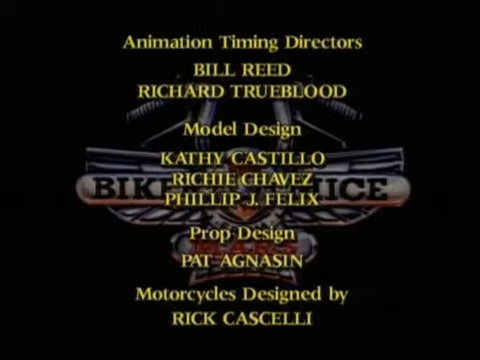 Animation Timing Directors
BILL REED
RICHARD TRUEBLOOD
Model Design
KATHY CASTILLO
RICHIE CHAVEZ
PHILLIP J. FELIX
Prop Design
PAT AGNASIN
MARS
Motorcycles Designed by
RICK CASCELLI